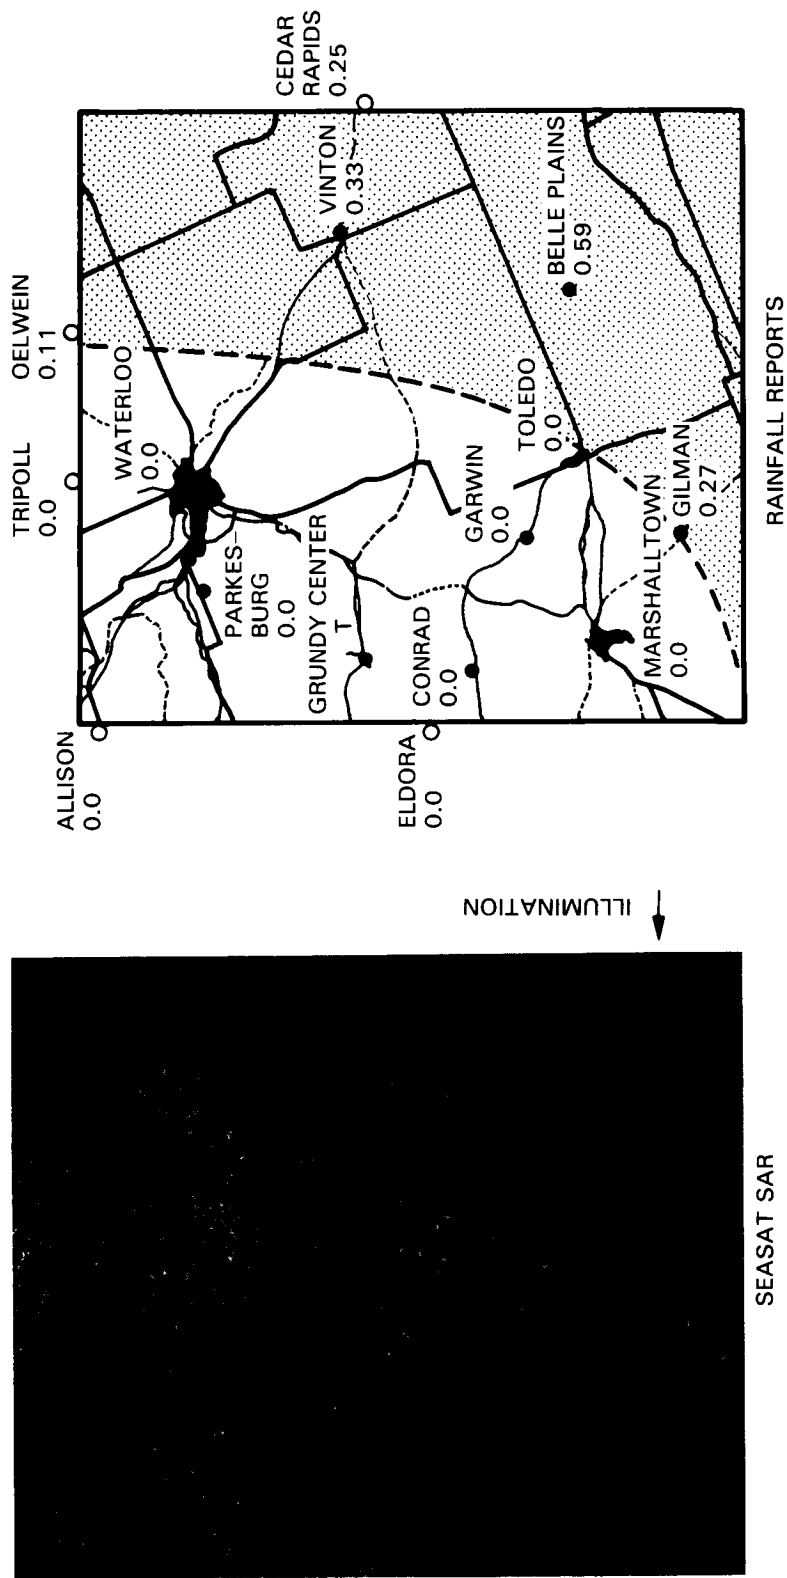 TRIPOLL
0.0
OELWEIN
0.11
ALLISON
0.0
WATERLOO
0.0
CEDAR
RAPIDS
0.25
VINTON
0.33
PARKES-
BURG
0.0
GRUNDY CENTER
T
ELDORA
0.0
CONRAD
0.0
GARWIN
0.0
TOLEDO
0.0
BELLE PLAINS
0.59
MARSHALLTOWN
0.0
GILMAN
0.27
RAINFALL REPORTS
ILLUMINATION
SEASAT SAR